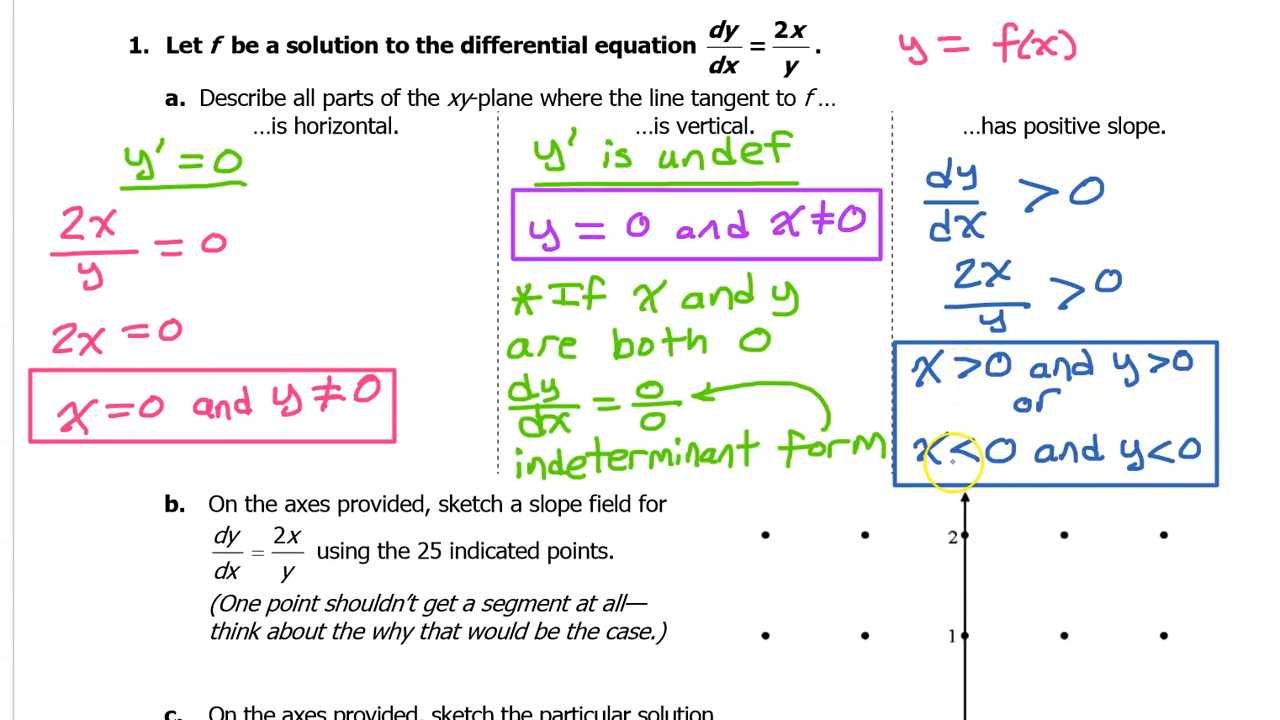 1. Let f be a solution to the differential equation dy/dx = 2x/y .
y = f(x)
a. Describe all parts of the xy-plane where the line tangent to f ...
...is horizontal.
y' = 0
2x/y = 0
2x = 0
x = 0 and y ≠ 0
...is vertical.
y' is undef
y = 0 and x ≠ 0
*If x and y
are both 0
dy/dx = 0/0
indeterminant form
...has positive slope.
dy/dx > 0
2x/y > 0
x > 0 and y > 0
or
x < 0 and y < 0
b. On the axes provided, sketch a slope field for
dy/dx = 2x/y using the 25 indicated points.
(One point shouldn't get a segment at all—
think about the why that would be the case.)
2
1
c. On the axes provided, sketch the particular solution